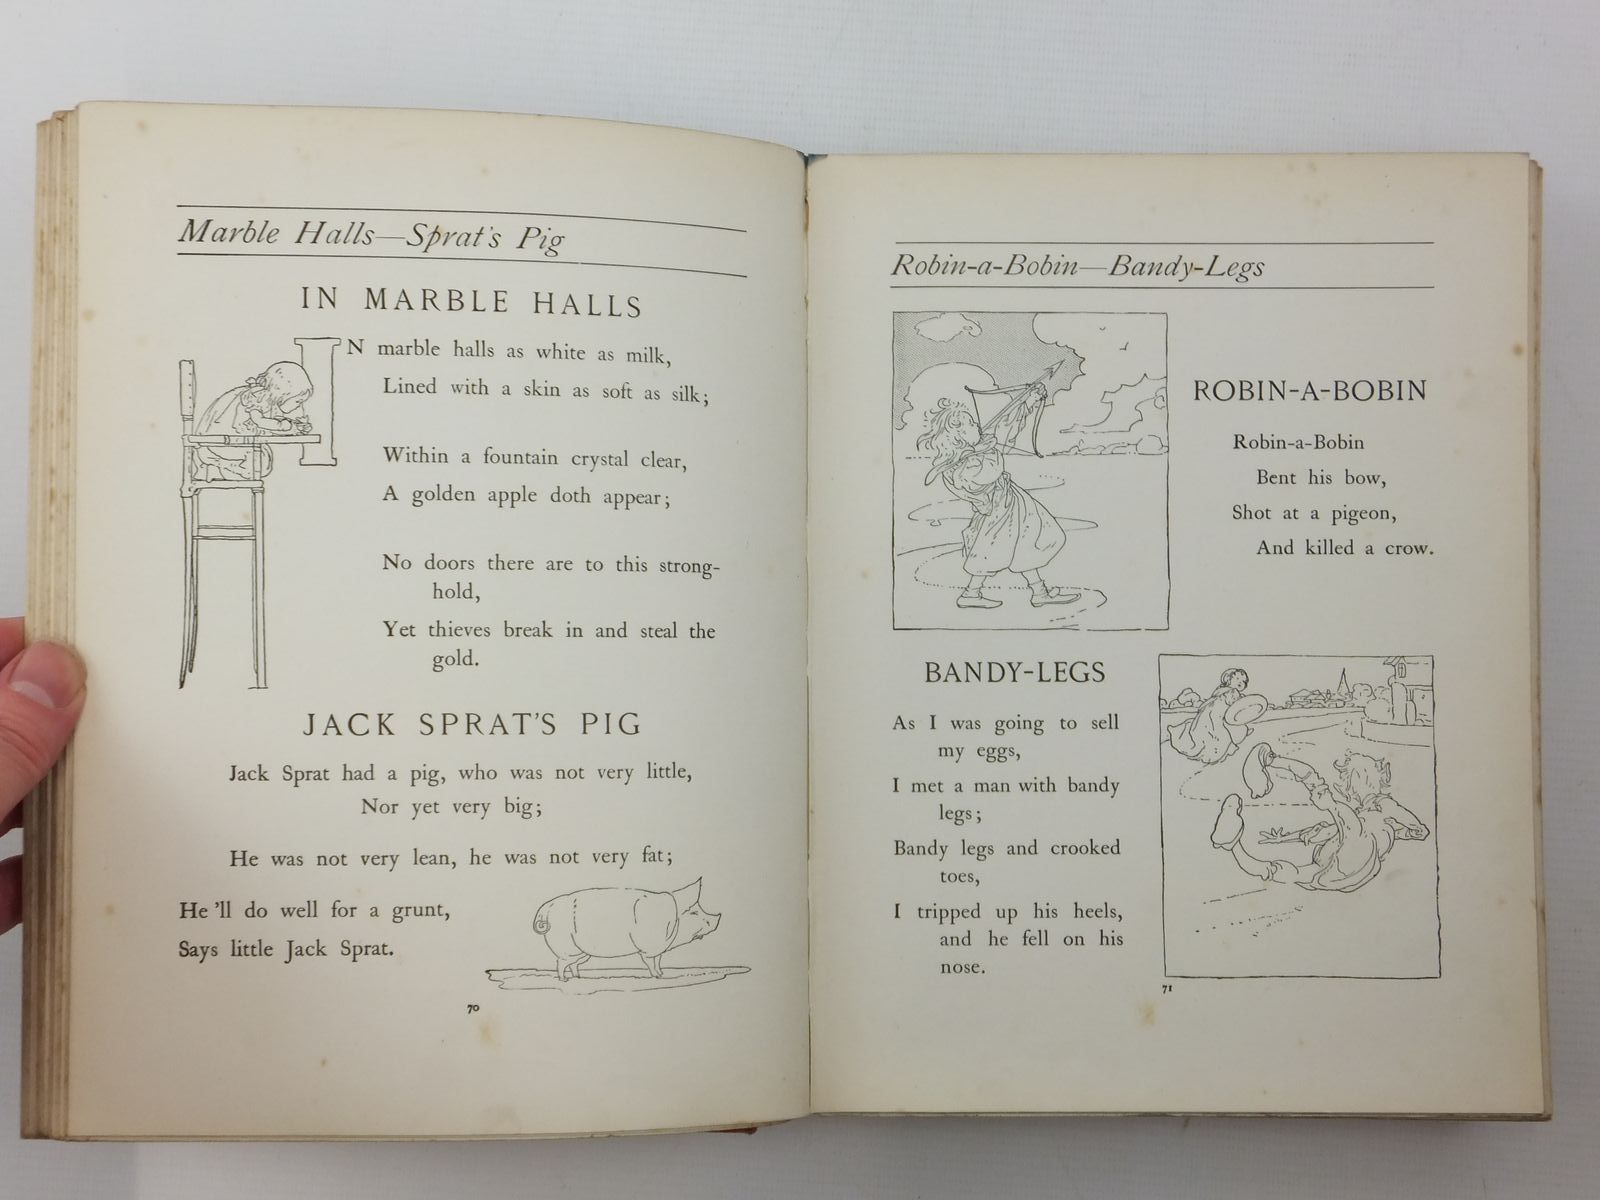 Marble Halls—Sprat's Pig
IN MARBLE HALLS
IN marble halls as white as milk,
Lined with a skin as soft as silk;
Within a fountain crystal clear,
A golden apple doth appear;
No doors there are to this strong-
hold,
Yet thieves break in and steal the
gold.
JACK SPRAT'S PIG
Jack Sprat had a pig, who was not very little,
Nor yet very big;
He was not very lean, he was not very fat;
He 'll do well for a grunt,
Says little Jack Sprat.
70
Robin-a-Bobin—Bandy-Legs
ROBIN-A-BOBIN
Robin-a-Bobin
Bent his bow,
Shot at a pigeon,
And killed a crow.
BANDY-LEGS
As I was going to sell
my eggs,
I met a man with bandy
legs;
Bandy legs and crooked
toes,
I tripped up his heels,
and he fell on his
nose.
71